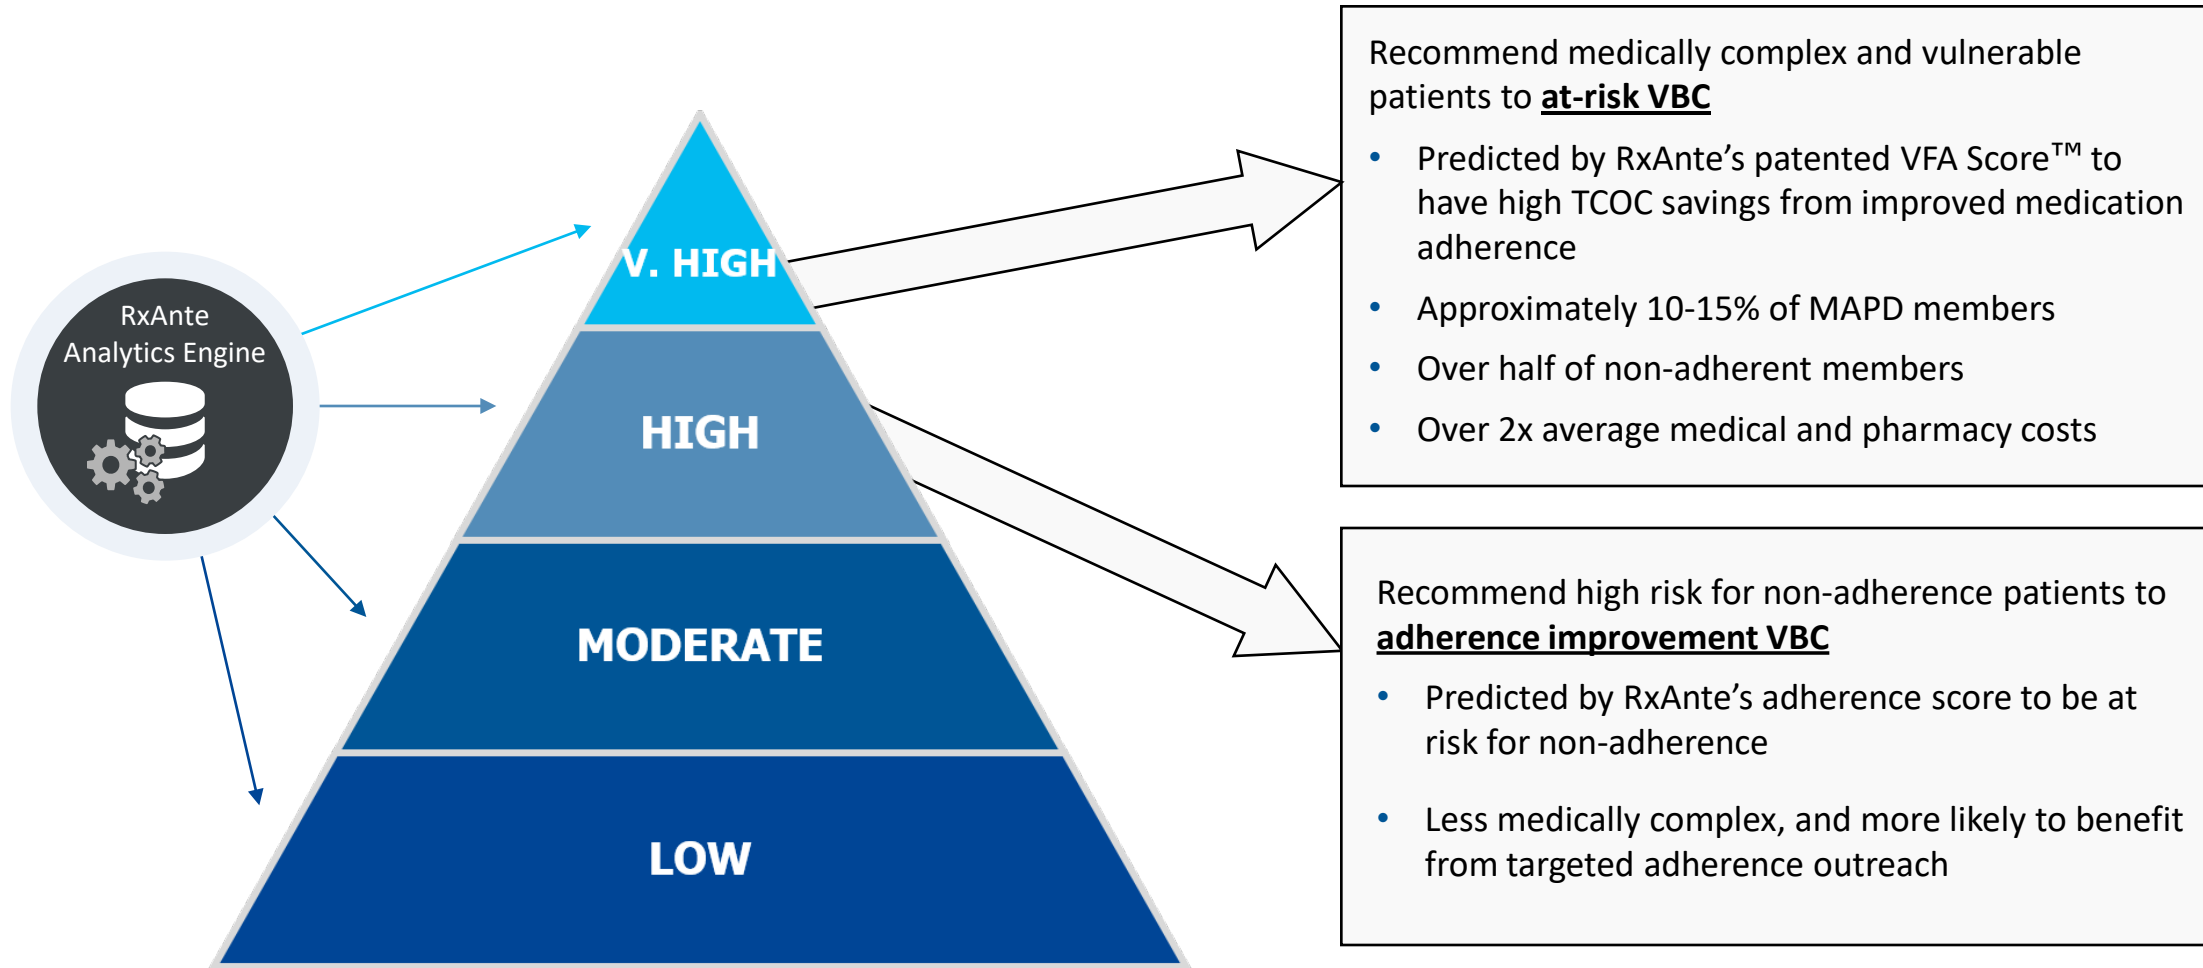 RxAnte
Analytics Engine
V. HIGH
HIGH
MODERATE
LOW
Recommend medically complex and vulnerable
patients to at-risk VBC
• Predicted by RxAnte’s patented VFA Score™ to
have high TCOC savings from improved medication
adherence
• Approximately 10-15% of MAPD members
• Over half of non-adherent members
• Over 2x average medical and pharmacy costs
Recommend high risk for non-adherence patients to
adherence improvement VBC
• Predicted by RxAnte’s adherence score to be at
risk for non-adherence
• Less medically complex, and more likely to benefit
from targeted adherence outreach